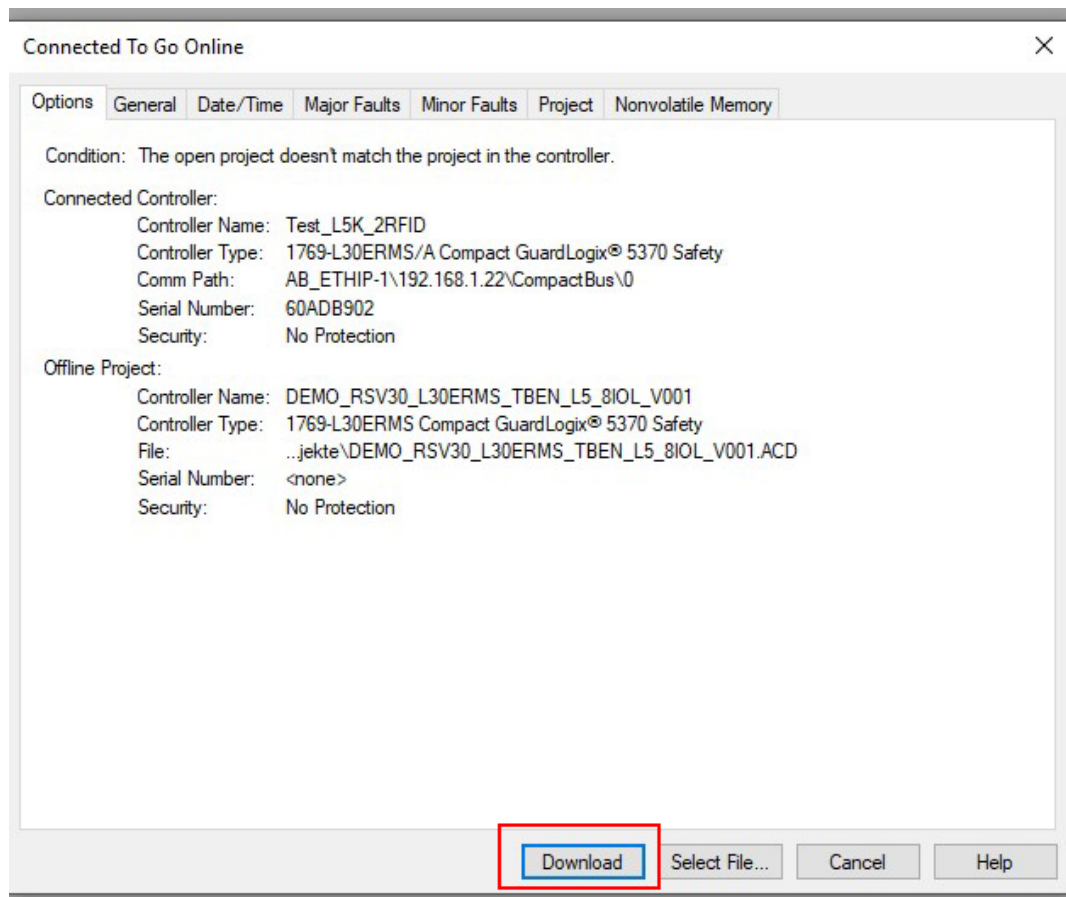 Connected To Go Online
Options General Date/Time Major Faults Minor Faults Project Nonvolatile Memory
Condition: The open project doesn't match the project in the controller.
Connected Controller:
Controller Name: Test_L5K_2RFID
Controller Type: 1769-L30ERMS/A Compact GuardLogix® 5370 Safety
Comm Path: AB_ETHIP-1\192.168.1.22\CompactBus\0
Serial Number: 60ADB902
Security: No Protection
Offline Project:
Controller Name: DEMO_RSV30_L30ERMS_TBEN_L5_8IOL_V001
Controller Type: 1769-L30ERMS Compact GuardLogix® 5370 Safety
File: ...jekte\DEMO_RSV30_L30ERMS_TBEN_L5_8IOL_V001.ACD
Serial Number: <none>
Security: No Protection
Download Select File... Cancel Help